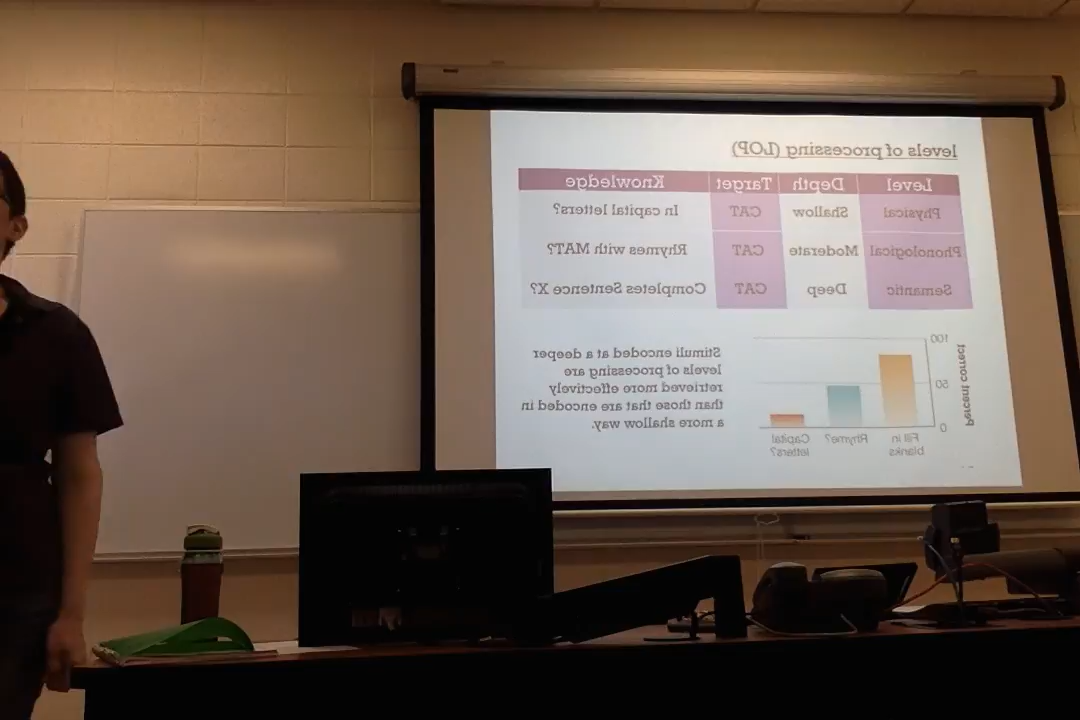 levels of processing (LOP)
Level Depth Target Knowledge
Physical Shallow CAT In capital letters?
Phonological Moderate CAT Rhymes with MAT?
Semantic Deep CAT Completes Sentence X?
Percent correct
100
50
0
Fill in
blanks
Rhyme?
Capital
letters?
Stimuli encoded at a deeper
levels of processing are
retrieved more effectively
than those that are encoded in
a more shallow way.